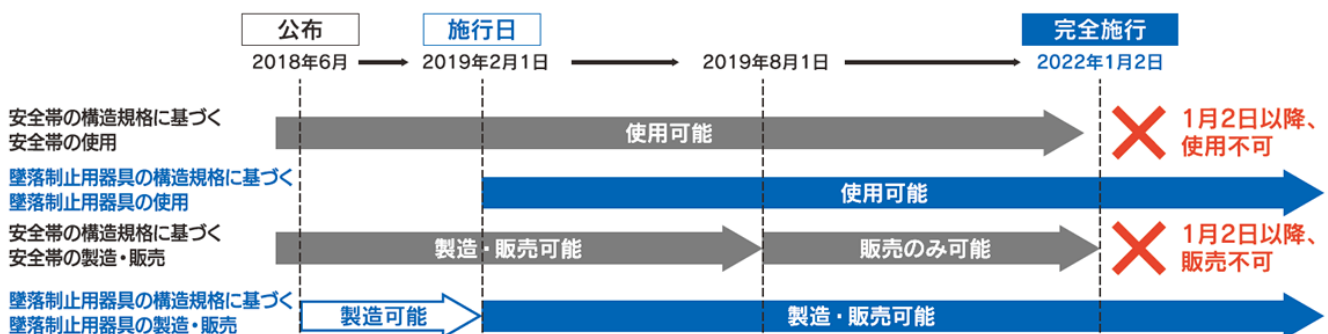 公布
施行日
完全施行
2018年6月
2019年2月1日
2019年8月1日
2022年1月2日
安全帯の構造規格に基づく
安全帯の使用
使用可能
1月2日以降、
使用不可
墜落制止用器具の構造規格に基づく
墜落制止用器具の使用
使用可能
安全帯の構造規格に基づく
安全帯の製造・販売
製造・販売可能
販売のみ可能
1月2日以降、
販売不可
墜落制止用器具の構造規格に基づく
墜落制止用器具の製造・販売
製造可能
製造・販売可能